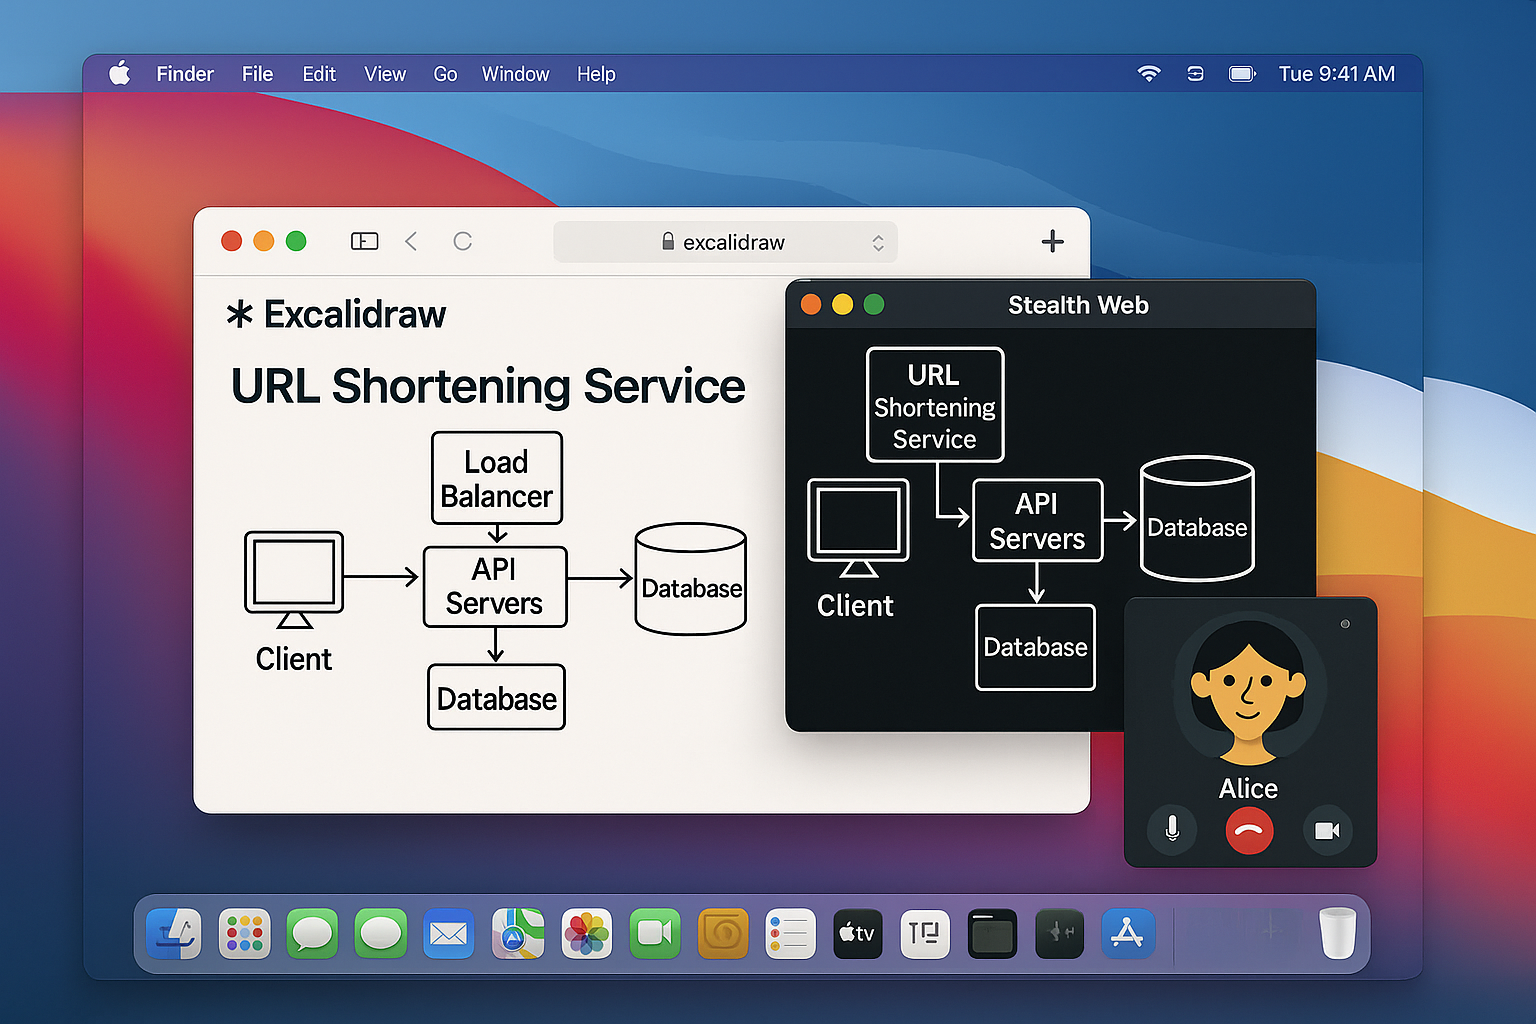 Finder File Edit View Go Window Help Tue 9:41 AM
excalidraw
Excalidraw
URL Shortening Service
Load
Balancer
API
Servers
Database
Client
Database
Stealth Web
URL
Shortening
Service
API
Servers
Database
Client
Database
Alice
tv